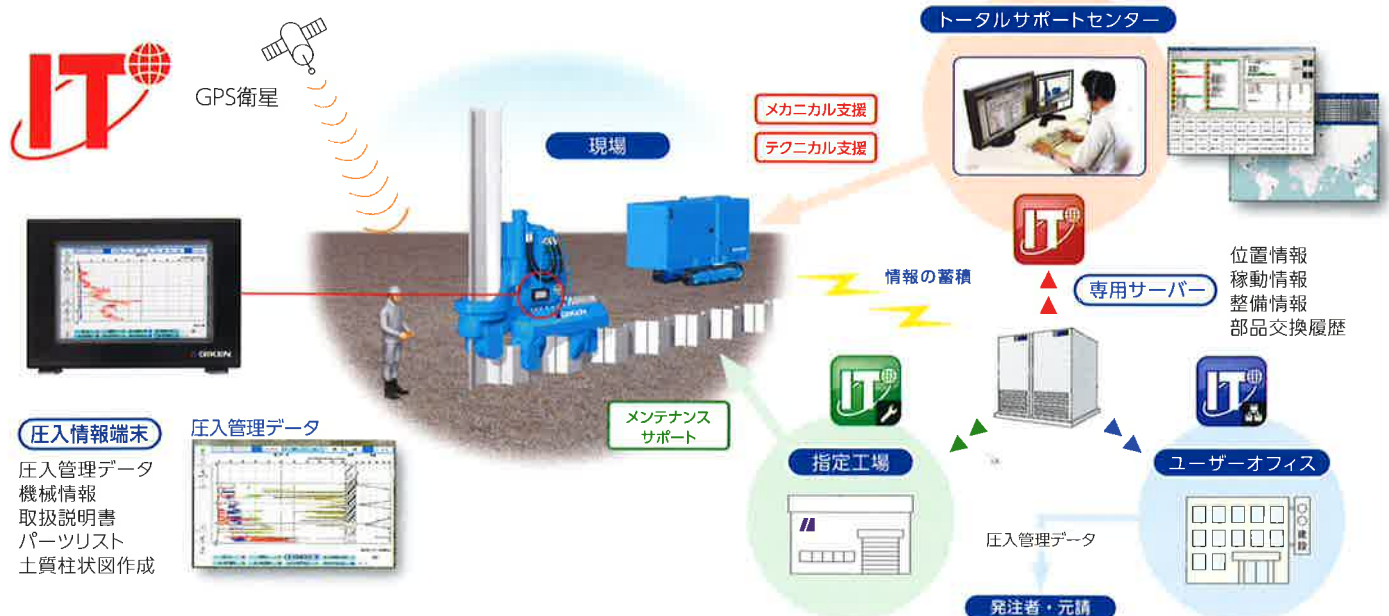 IT
GPS衛星
現場
トータルサポートセンター
メカニカル支援
テクニカル支援
IT
情報の蓄積
専用サーバー
位置情報
稼動情報
整備情報
部品交換履歴
GIKEN
圧入情報端末
圧入管理データ
機械情報
取扱説明書
パーツリスト
土質柱状図作成
圧入管理データ
メンテナンス
サポート
IT
指定工場
IT
ユーザーオフィス
建設
圧入管理データ
発注者・元請